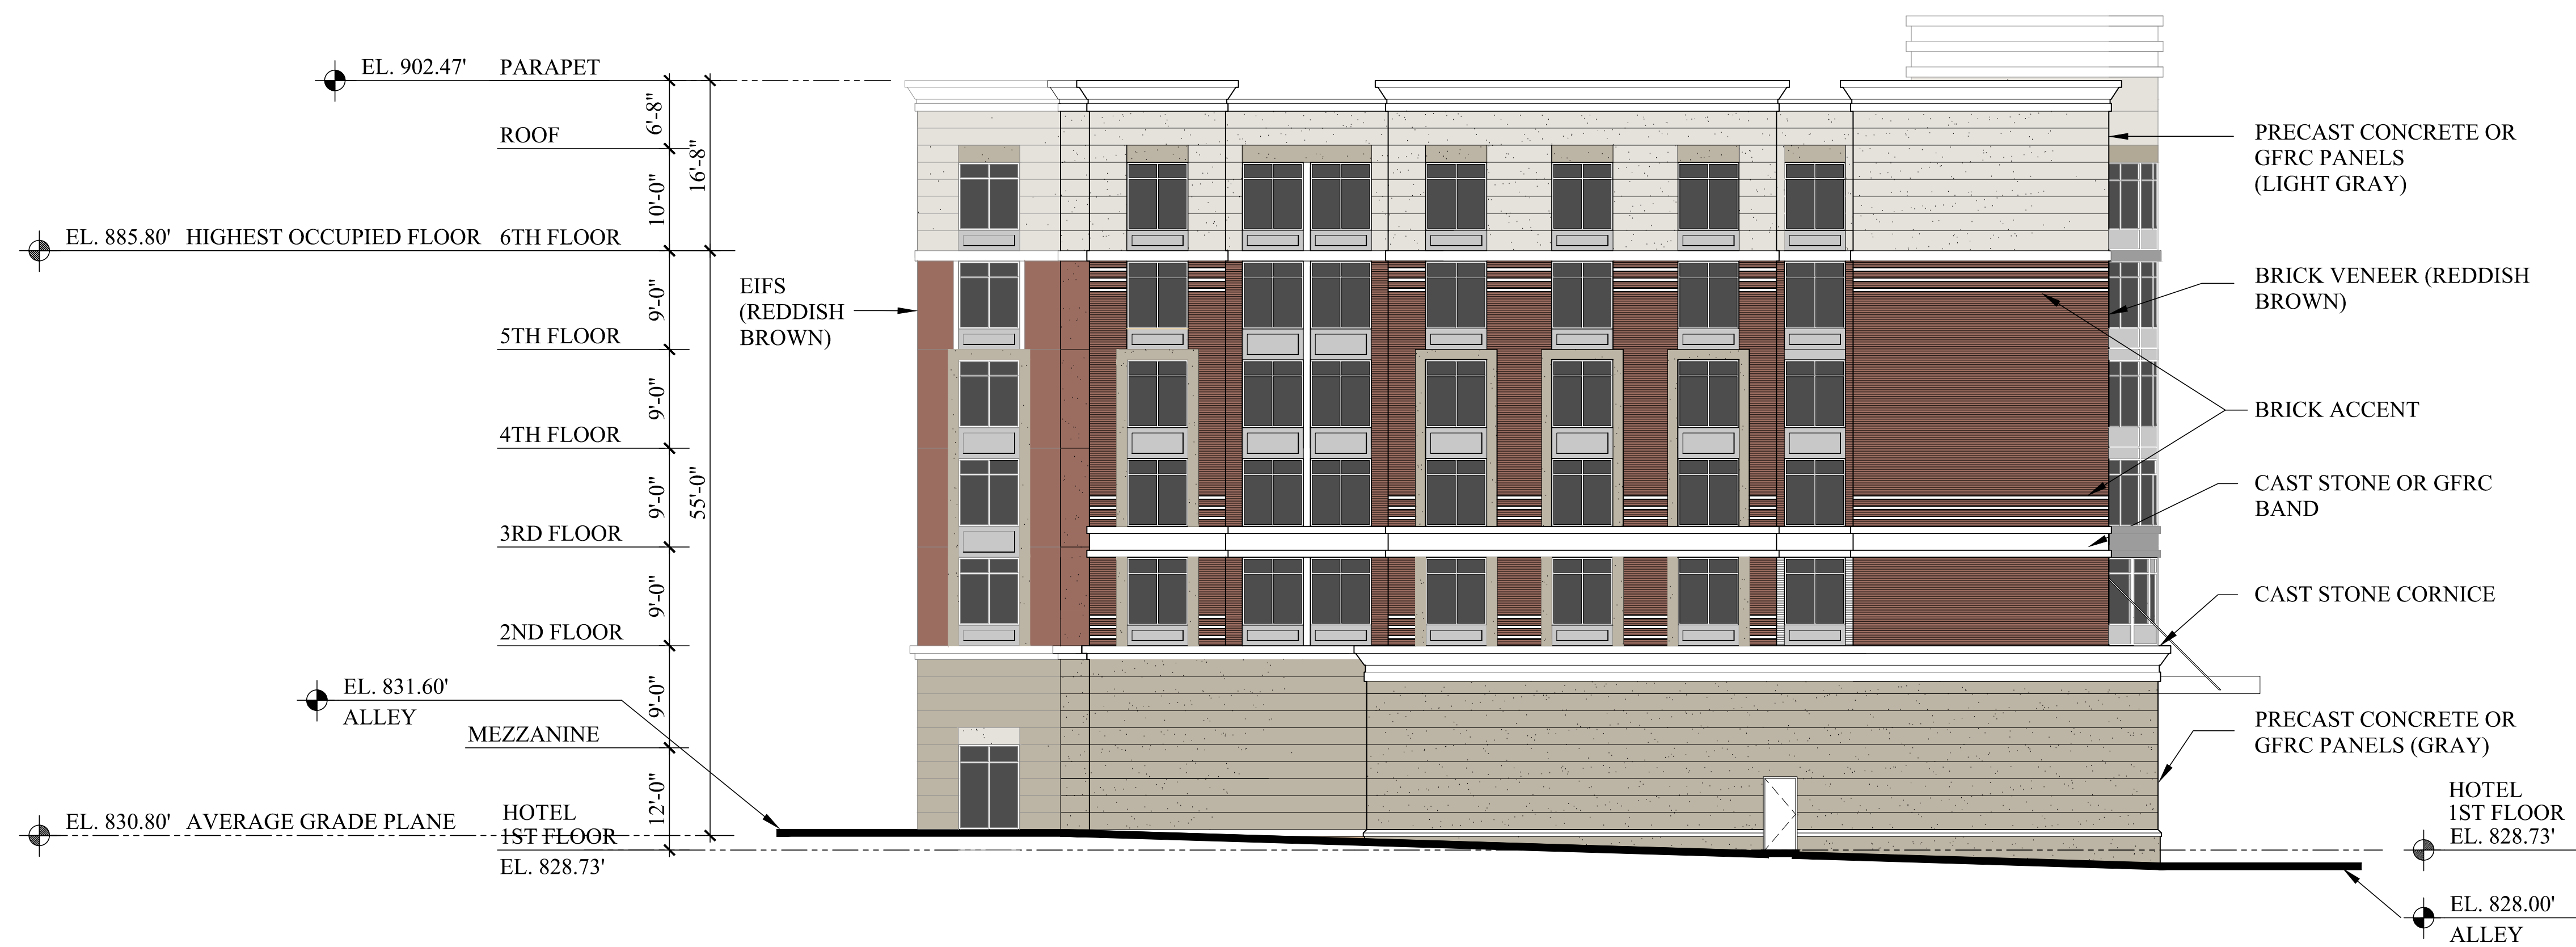 EL. 902.47' PARAPET
6'-8"
ROOF
16'-8"
10'-0"
EL. 885.80' HIGHEST OCCUPIED FLOOR 6TH FLOOR
9'-0"
5TH FLOOR
9'-0"
4TH FLOOR
9'-0"
55'-0"
3RD FLOOR
9'-0"
2ND FLOOR
9'-0"
EL. 831.60'
ALLEY
MEZZANINE
12'-0"
HOTEL
1ST FLOOR
EL. 830.80' AVERAGE GRADE PLANE
EL. 828.73'
EIFS
(REDDISH
BROWN)
PRECAST CONCRETE OR
GFRC PANELS
(LIGHT GRAY)
BRICK VENEER (REDDISH
BROWN)
BRICK ACCENT
CAST STONE OR GFRC
BAND
CAST STONE CORNICE
PRECAST CONCRETE OR
GFRC PANELS (GRAY)
HOTEL
1ST FLOOR
EL. 828.73'
EL. 828.00'
ALLEY